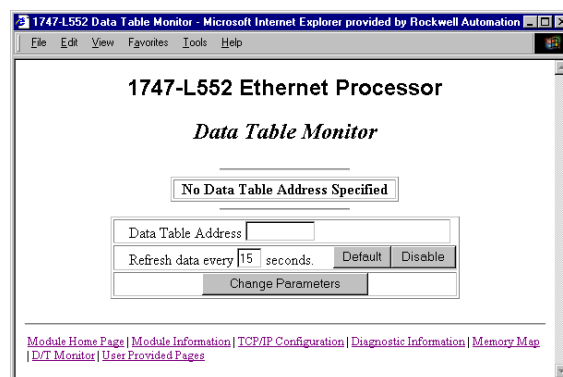 1747-L552 Data Table Monitor - Microsoft Internet Explorer provided by Rockwell Automation
File Edit View Favorites Tools Help
1747-L552 Ethernet Processor
Data Table Monitor
No Data Table Address Specified
Data Table Address
Refresh data every 15 seconds. Default Disable
Change Parameters
Module Home Page | Module Information | TCP/IP Configuration | Diagnostic Information | Memory Map
| D/T Monitor | User Provided Pages